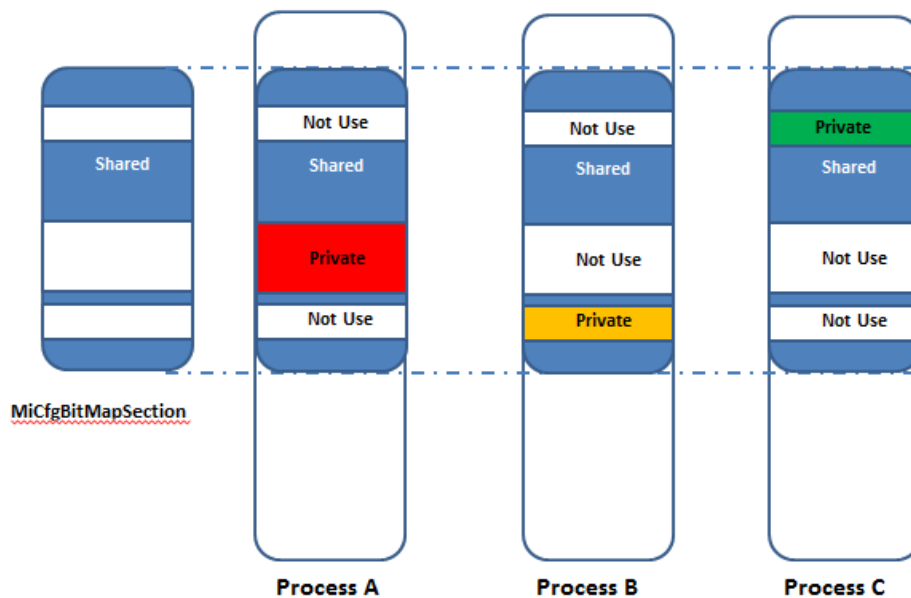 Shared
MiCfgBitMapSection
Not Use
Shared
Private
Not Use
Process A
Not Use
Shared
Not Use
Private
Process B
Private
Shared
Not Use
Not Use
Process C